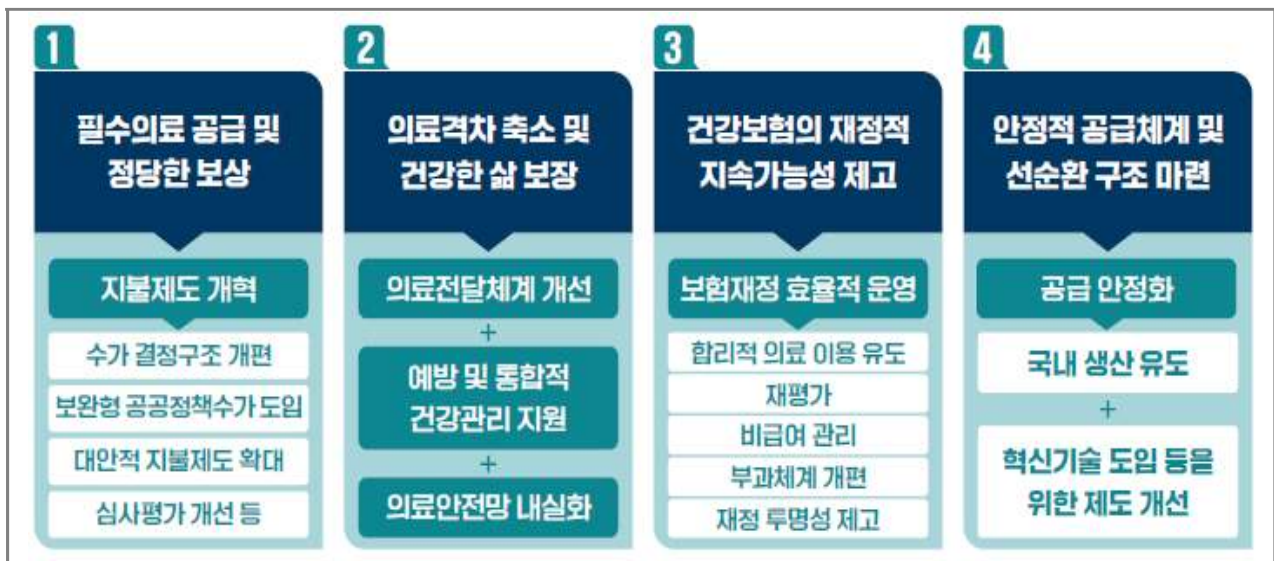 1
필수의료 공급 및
정당한 보상
지불제도 개혁
수가 결정구조 개편
보완형 공공정책수가 도입
대안적 지불제도 확대
심사평가 개선 등
2
의료격차 축소 및
건강한 삶 보장
의료전달체계 개선
+
예방 및 통합적
건강관리 지원
+
의료안전망 내실화
3
건강보험의 재정적
지속가능성 제고
보험재정 효율적 운영
합리적 의료 이용 유도
재평가
비급여 관리
부과체계 개편
재정 투명성 제고
4
안정적 공급체계 및
선순환 구조 마련
공급 안정화
국내 생산 유도
+
혁신기술 도입 등을
위한 제도 개선